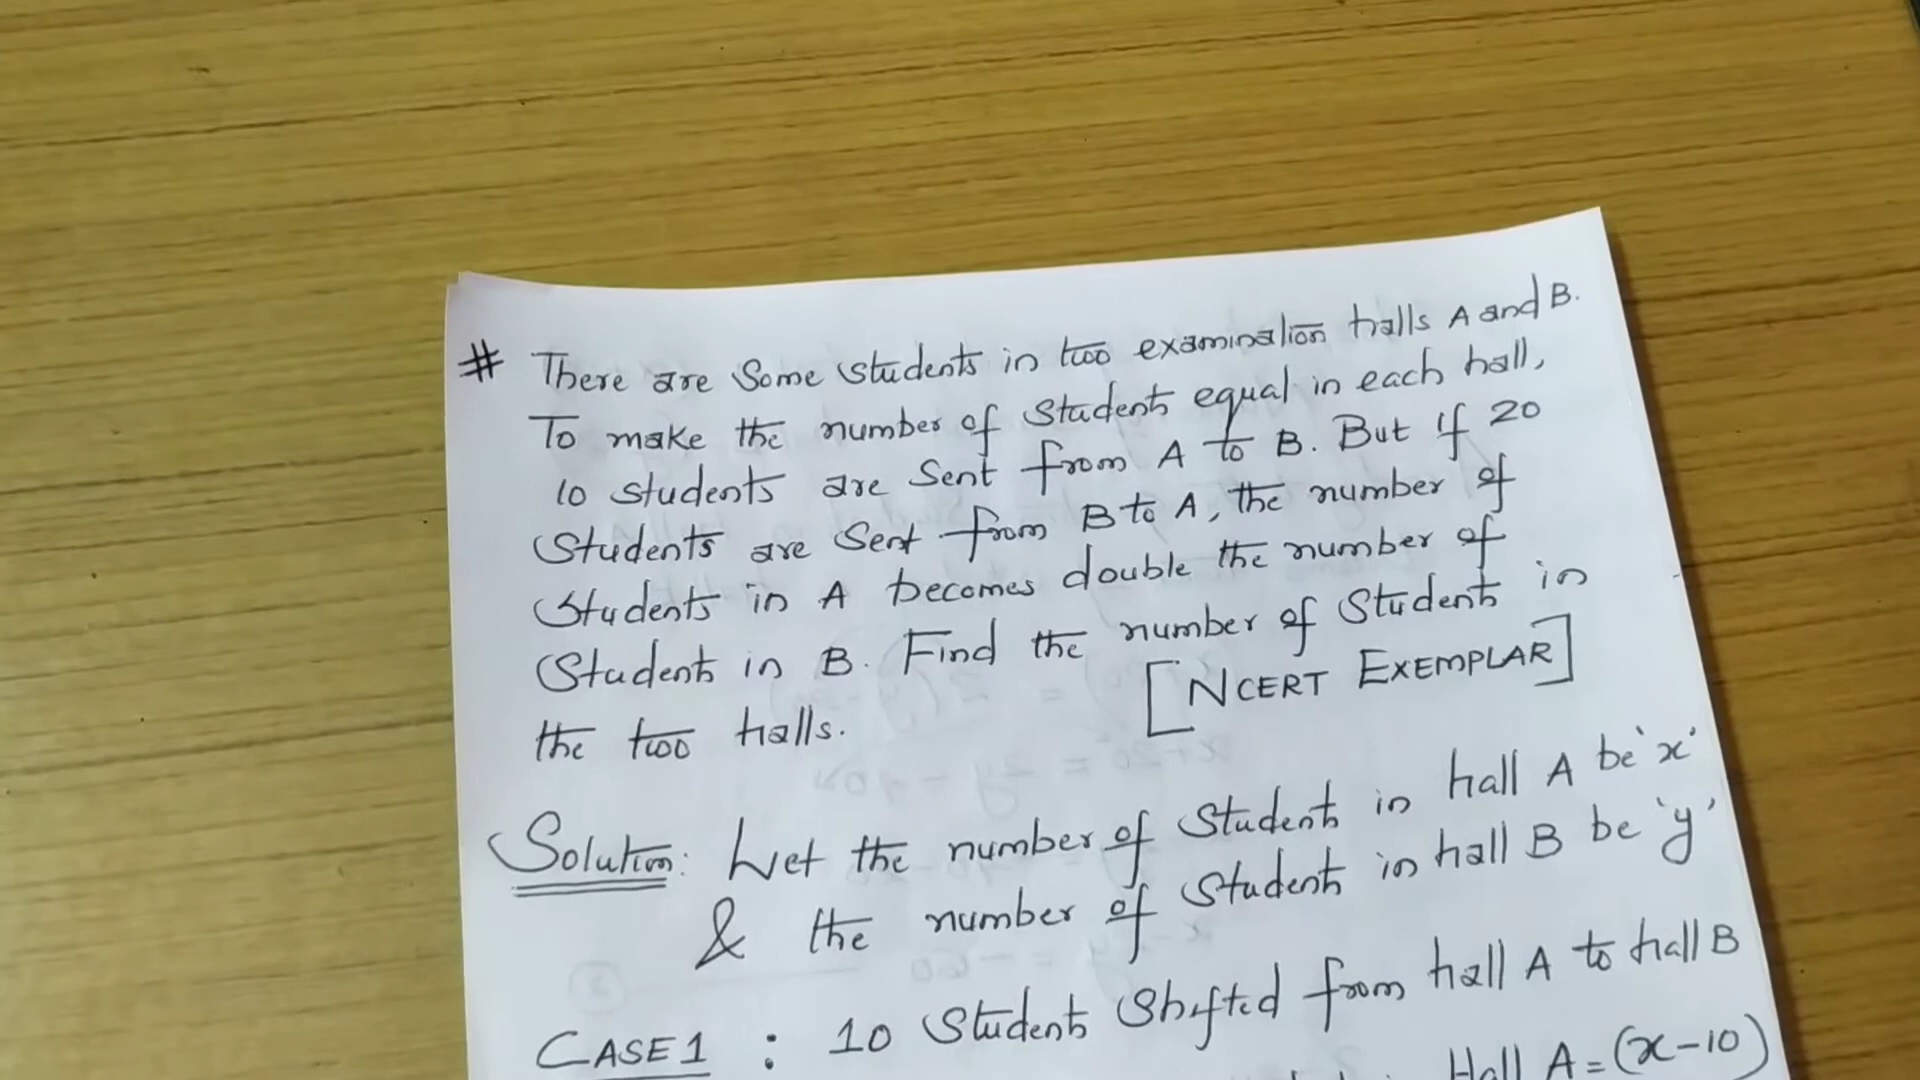 # There are Some students in two examination halls A and B.
To make the number of Students equal in each hall,
10 students are Sent from A to B. But if 20
Students are Sent from B to A, the number of
Students in A becomes double the number of
Students in B. Find the number of Students in
the two halls. [NCERT EXEMPLAR]
Solution: Let the number of Students in hall A be 'x'
& the number of Students in hall B be 'y'
CASE 1 : 10 Students Shifted from hall A to hall B
Hall A = (x-10)